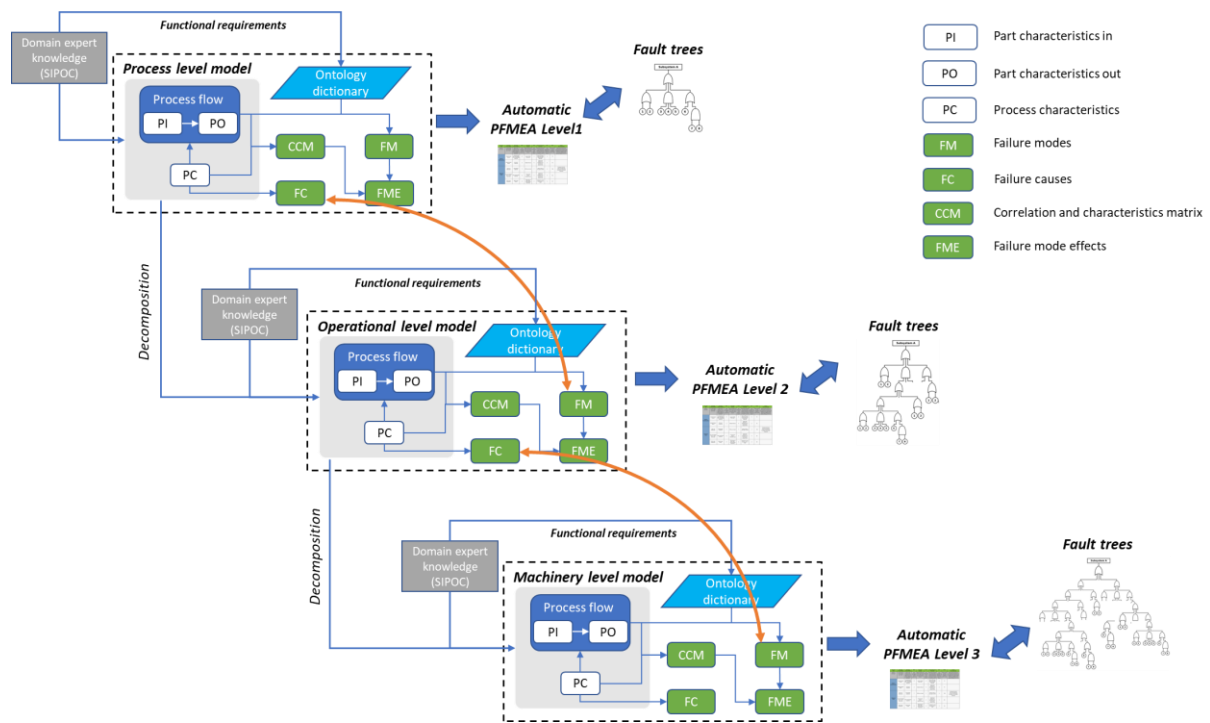 Functional requirements
Domain expert
knowledge
(SIPOC)
Process level model
Ontology
dictionary
Process flow
PI
PO
CCM
FM
PC
FC
FME
Automatic
PFMEA Level1
Fault trees
PI
Part characteristics in
PO
Part characteristics out
PC
Process characteristics
FM
Failure modes
FC
Failure causes
CCM
Correlation and characteristics matrix
FME
Failure mode effects
Decomposition
Functional requirements
Domain expert
knowledge
(SIPOC)
Operational level model
Ontology
dictionary
Process flow
PI
PO
CCM
FM
PC
FC
FME
Automatic
PFMEA Level 2
Fault trees
Decomposition
Functional requirements
Domain expert
knowledge
(SIPOC)
Machinery level model
Ontology
dictionary
Process flow
PI
PO
CCM
FM
PC
FC
FME
Automatic
PFMEA Level 3
Fault trees